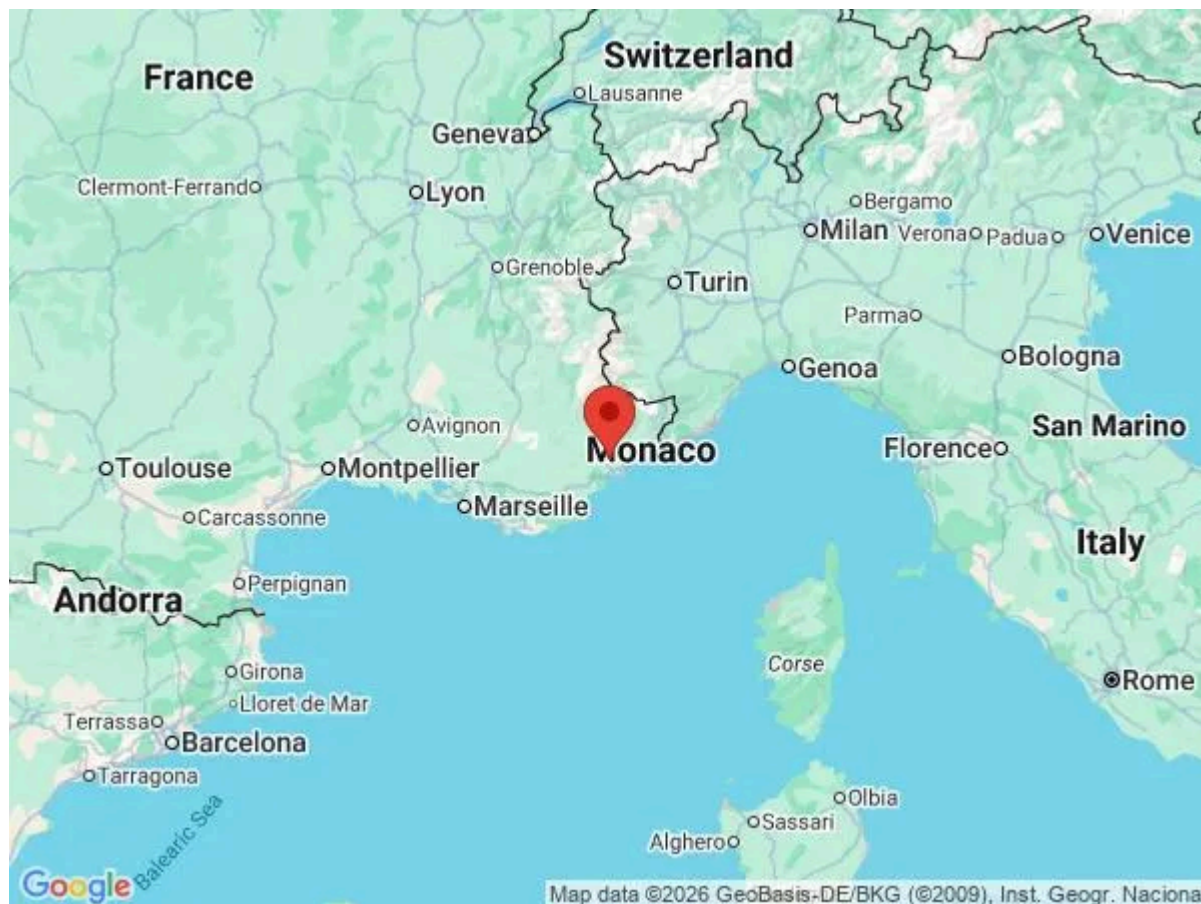 Switzerland
France
Lausanne
Geneva
Clermont-Ferrand
Lyon
Bergamo
Milan
Verona
Padua
Venice
Grenoble
Turin
Parma
Genoa
Bologna
Avignon
San Marino
Monaco
Florence
Toulouse
Montpellier
Marseille
Carcassonne
Italy
Perpignan
Andorra
Corse
Girona
Rome
Lloret de Mar
Terrassa
Barcelona
Tarragona
Balearic Sea
Olbia
Sassari
Alghero
Google
Map data ©2026 GeoBasis-DE/BKG (©2009), Inst. Geogr. Naciona